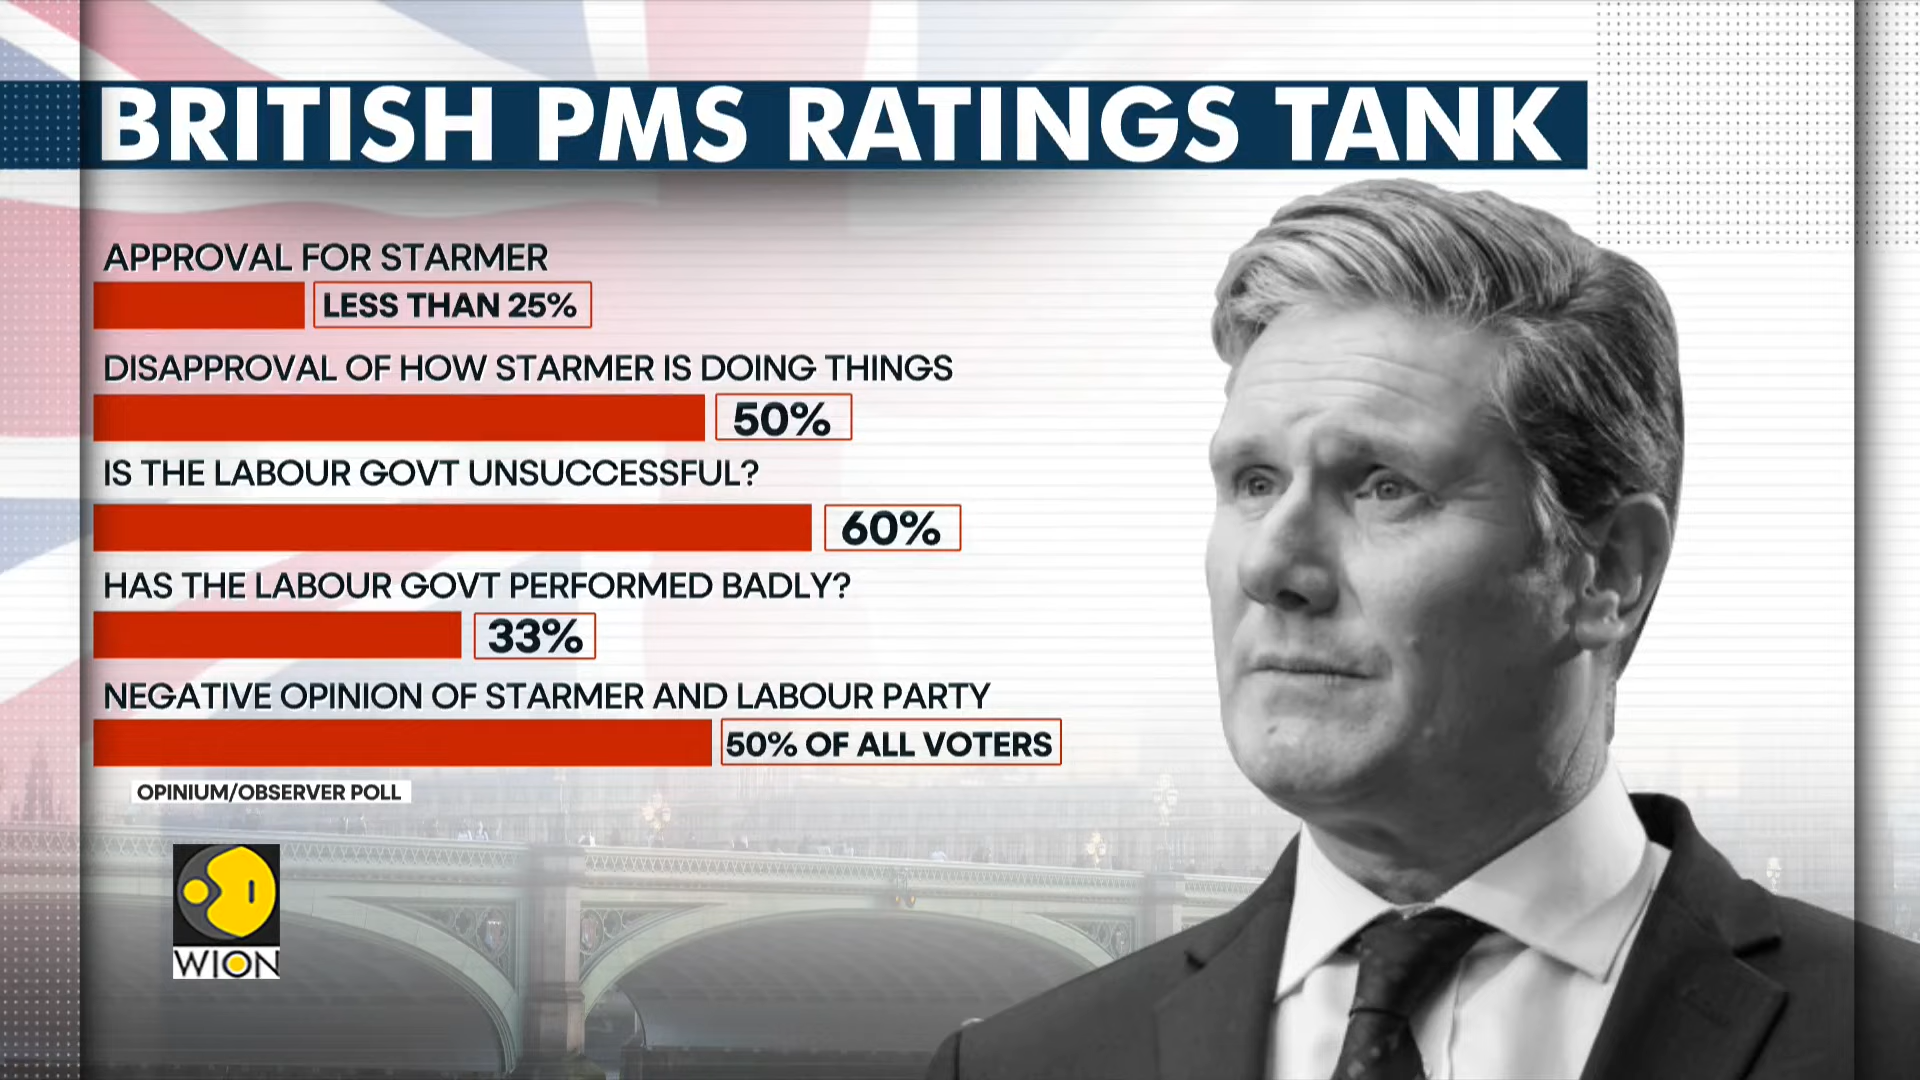 BRITISH PMS RATINGS TANK
APPROVAL FOR STARMER
LESS THAN 25%
DISAPPROVAL OF HOW STARMER IS DOING THINGS
50%
IS THE LABOUR GOVT UNSUCCESSFUL?
60%
HAS THE LABOUR GOVT PERFORMED BADLY?
33%
NEGATIVE OPINION OF STARMER AND LABOUR PARTY
50% OF ALL VOTERS
OPINIUM/OBSERVER POLL
WION